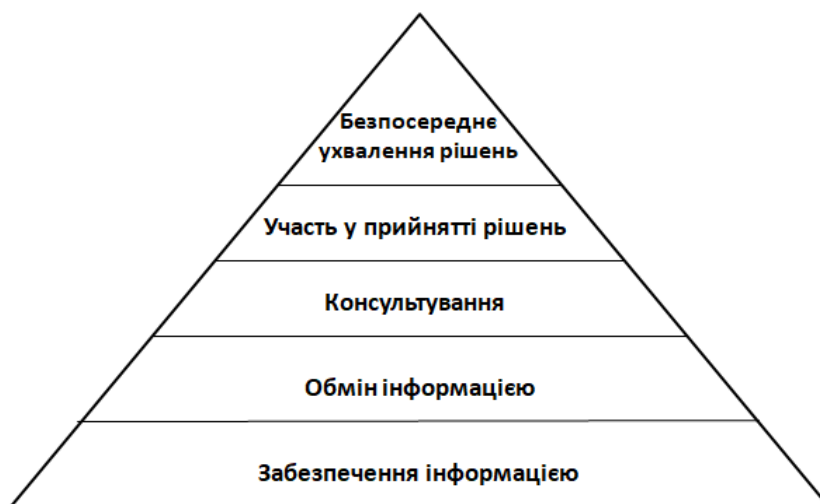 Безпосереднє
ухвалення рішень
Участь у прийнятті рішень
Консультування
Обмін інформацією
Забезпечення інформацією